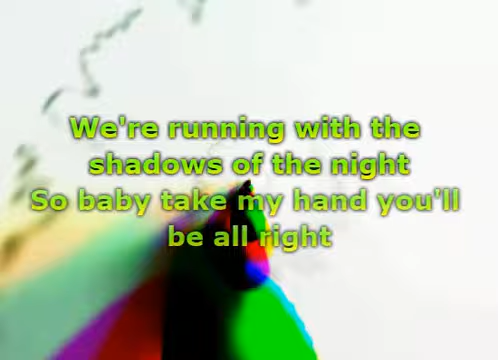 We're running with the
shadows of the night
So baby take my hand you'll
be all right